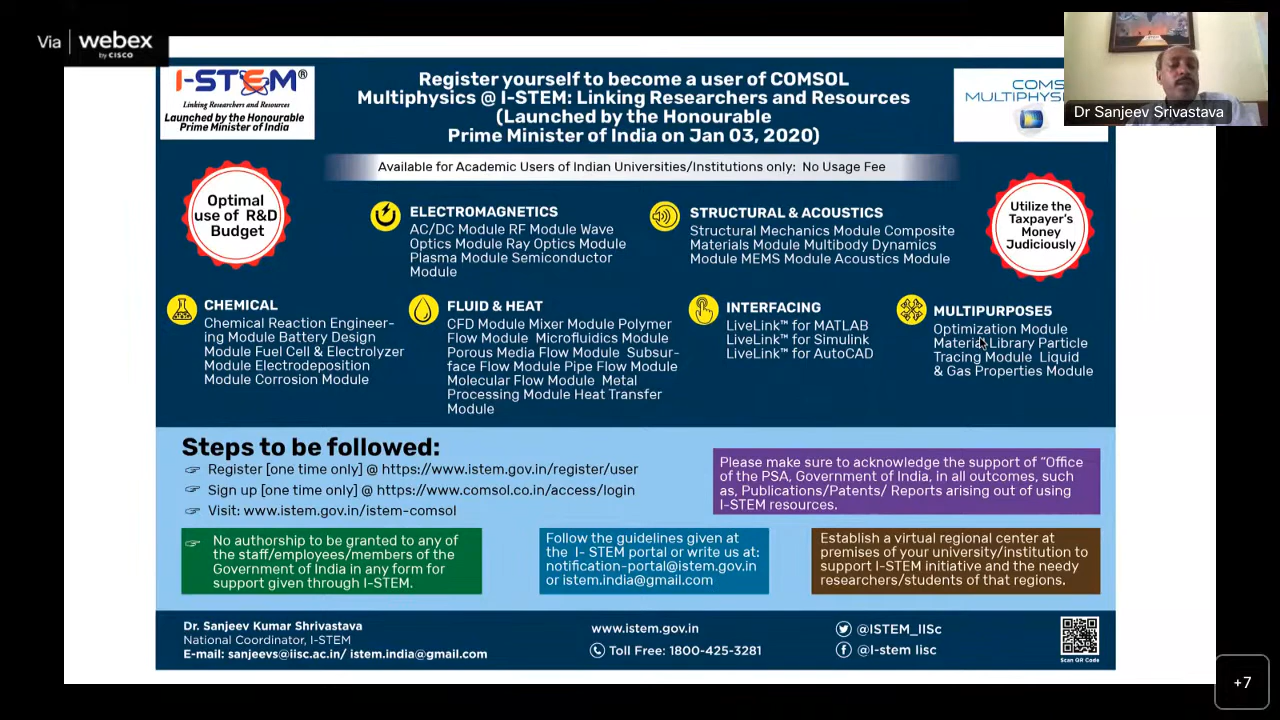 Via webex
by CISCO
I-STEM®
Linking Researchers and Resources
Launched by the Honourable
Prime Minister of India
Register yourself to become a user of COMSOL
Multiphysics @ I-STEM: Linking Researchers and Resources
(Launched by the Honourable
Prime Minister of India on Jan 03, 2020)
COMS
MULTIPHYSI
Dr Sanjeev Srivastava
Available for Academic Users of Indian Universities/Institutions only: No Usage Fee
Optimal
use of R&D
Budget
ELECTROMAGNETICS
AC/DC Module RF Module Wave
Optics Module Ray Optics Module
Plasma Module Semiconductor
Module
STRUCTURAL & ACOUSTICS
Structural Mechanics Module Composite
Materials Module Multibody Dynamics
Module MEMS Module Acoustics Module
Utilize the
Taxpayer's
Money
Judiciously
CHEMICAL
Chemical Reaction Engineer-
ing Module Battery Design
Module Fuel Cell & Electrolyzer
Module Electrodeposition
Module Corrosion Module
FLUID & HEAT
CFD Module Mixer Module Polymer
Flow Module Microfluidics Module
Porous Media Flow Module Subsur-
face Flow Module Pipe Flow Module
Molecular Flow Module Metal
Processing Module Heat Transfer
Module
INTERFACING
LiveLink™ for MATLAB
LiveLink™ for Simulink
LiveLink™ for AutoCAD
MULTIPURPOSE5
Optimization Module
Material Library Particle
Tracing Module Liquid
& Gas Properties Module
Steps to be followed:
Register [one time only] @ https://www.istem.gov.in/register/user
Sign up [one time only] @ https://www.comsol.co.in/access/login
Visit: www.istem.gov.in/istem-comsol
Please make sure to acknowledge the support of “Office
of the PSA, Government of India, in all outcomes, such
as, Publications/Patents/ Reports arising out of using
I-STEM resources.
No authorship to be granted to any of
the staff/employees/members of the
Government of India in any form for
support given through I-STEM.
Follow the guidelines given at
the I- STEM portal or write us at:
notification-portal@istem.gov.in
or istem.india@gmail.com
Establish a virtual regional center at
premises of your university/institution to
support I-STEM initiative and the needy
researchers/students of that regions.
Dr. Sanjeev Kumar Shrivastava
National Coordinator, I-STEM
E-mail: sanjeevs@iisc.ac.in/ istem.india@gmail.com
www.istem.gov.in
Toll Free: 1800-425-3281
@ISTEM_IISc
@I-stem Iisc
Scan QR Code
+7